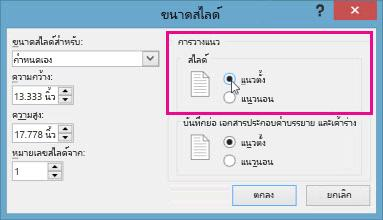 ขนาดสไลด์
ขนาดสไลด์สำหรับ:
กำหนดเอง
ความกว้าง:
13.333 นิ้ว
ความสูง:
17.778 นิ้ว
หมายเลขสไลด์จาก:
1
การวางแนว
สไลด์
แนวตั้ง
แนวนอน
บันทึกย่อ เอกสารประกอบคำบรรยาย และเค้าร่าง
แนวตั้ง
แนวนอน
ตกลง
ยกเลิก